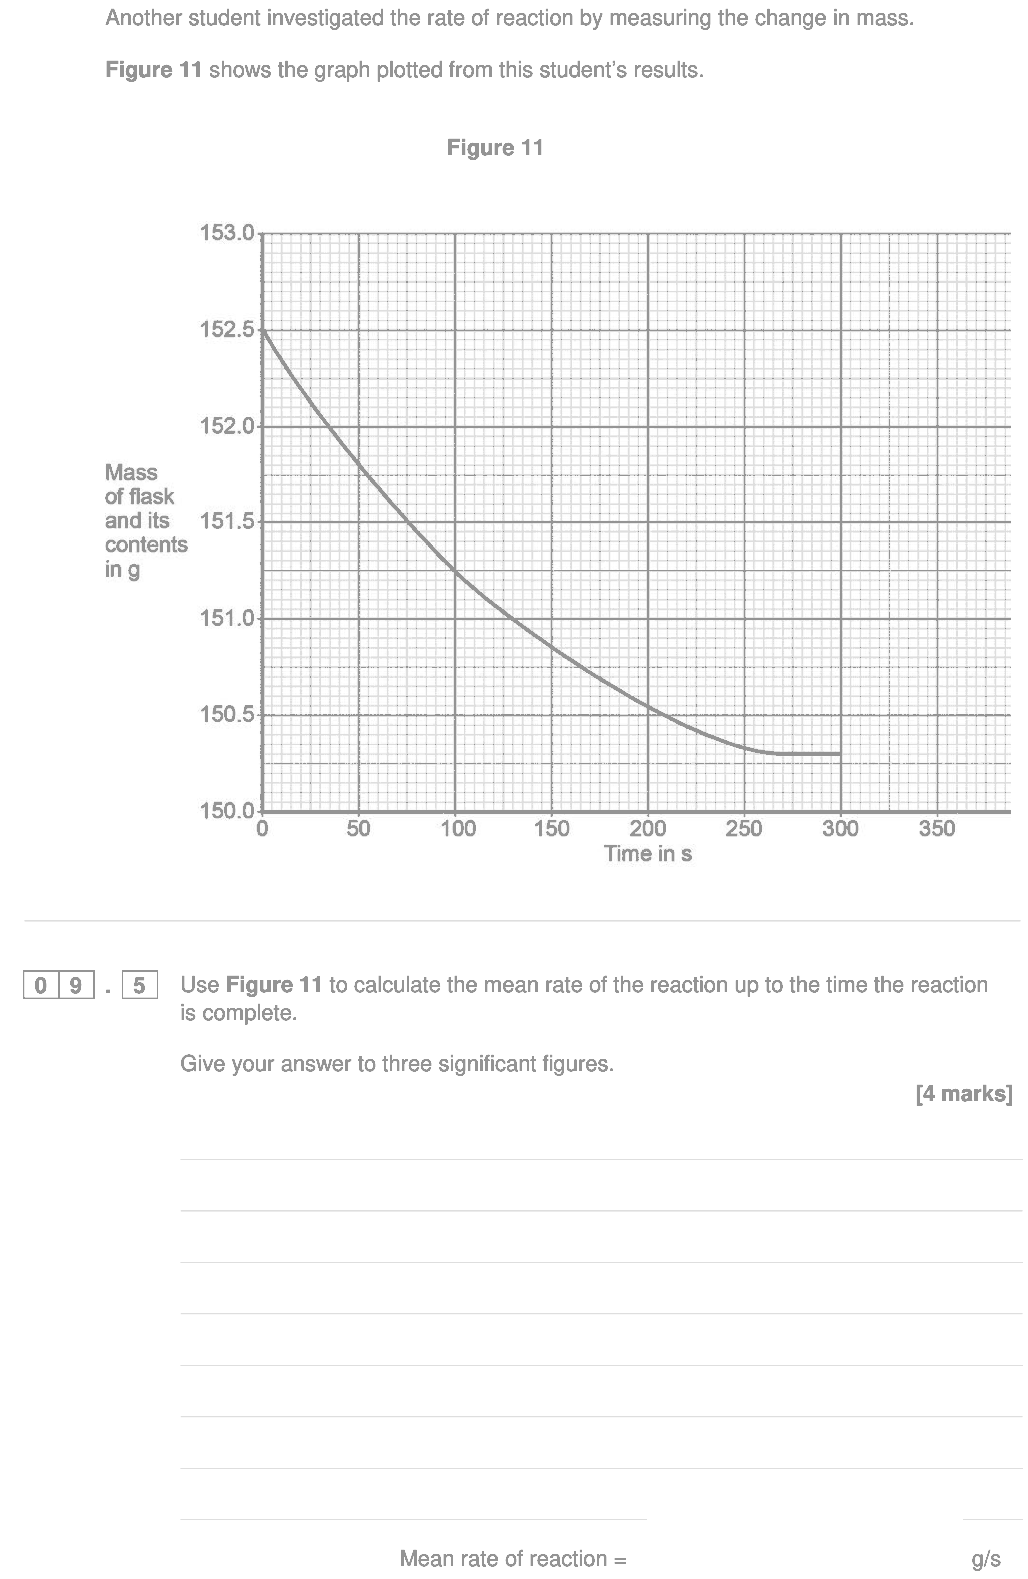 Another student investigated the rate of reaction by measuring the change in mass.
Figure 11 shows the graph plotted from this student's results.
Figure 11
153.0
152.5
152.0
151.5
151.0
150.5
150.0
Mass
of flask
and its
contents
in g
0 50 100 150 200 250 300 350
Time in s
0 9 . 5 Use Figure 11 to calculate the mean rate of the reaction up to the time the reaction
is complete.
Give your answer to three significant figures.
[4 marks]
Mean rate of reaction = g/s